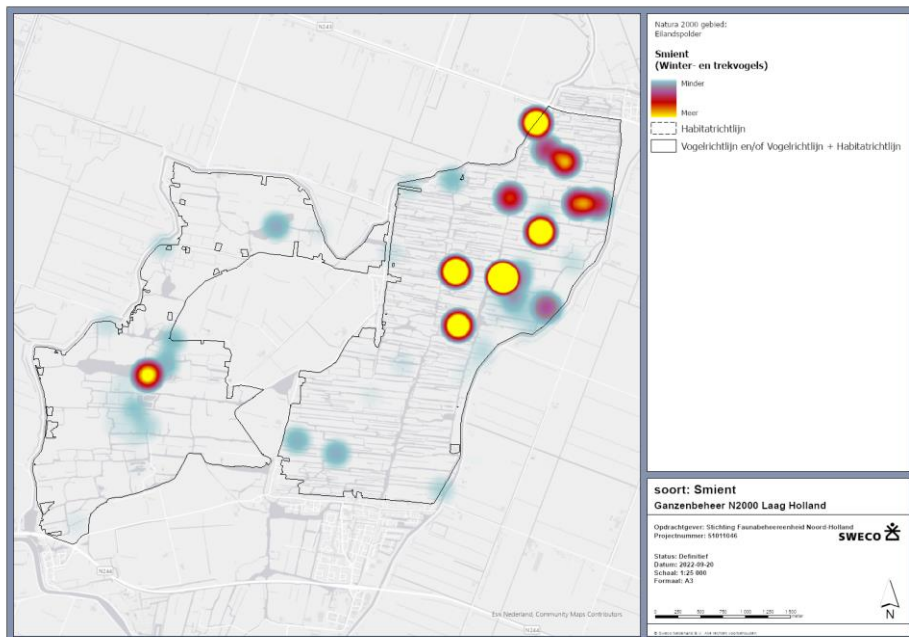 Natura 2000 gebied:
Eilandspolder
Smient
(Winter- en trekvogels)
Minder
Meer
Habitatrichtlijn
Vogelrichtlijn en/of Vogelrichtlijn + Habitatrichtlijn
N243
N244
N244
Esri Nederland, Community Maps Contributors
soort: Smient
Ganzenbeheer N2000 Laag Holland
Opdrachtgever: Stichting Faunabeheereenheid Noord-Holland
Projectnummer: 51011046
SWECO
Status: Definitief
Datum: 2022-09-20
Schaal: 1:25 000
Formaat: A3
0 250 500 750 1.000 1.250 1.500
meter
N